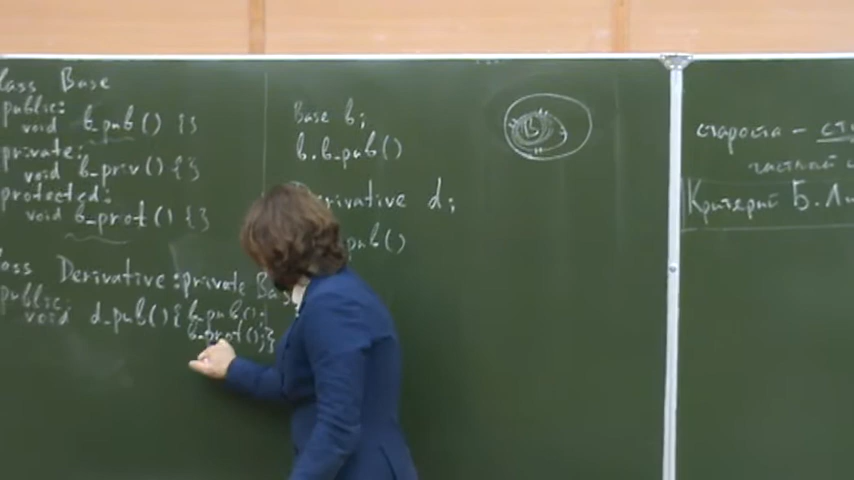 lass Base
public:
void b_pub() {}
private:
void b_priv() {}
protected:
void b_prot() {}
lass Derivative : private Bas
public:
void d_pub() { b_pub();
b_prot(); }
Base b;
b.b_pub()
erivative d;
pub()
B
староста –
частной
Критерий Б.